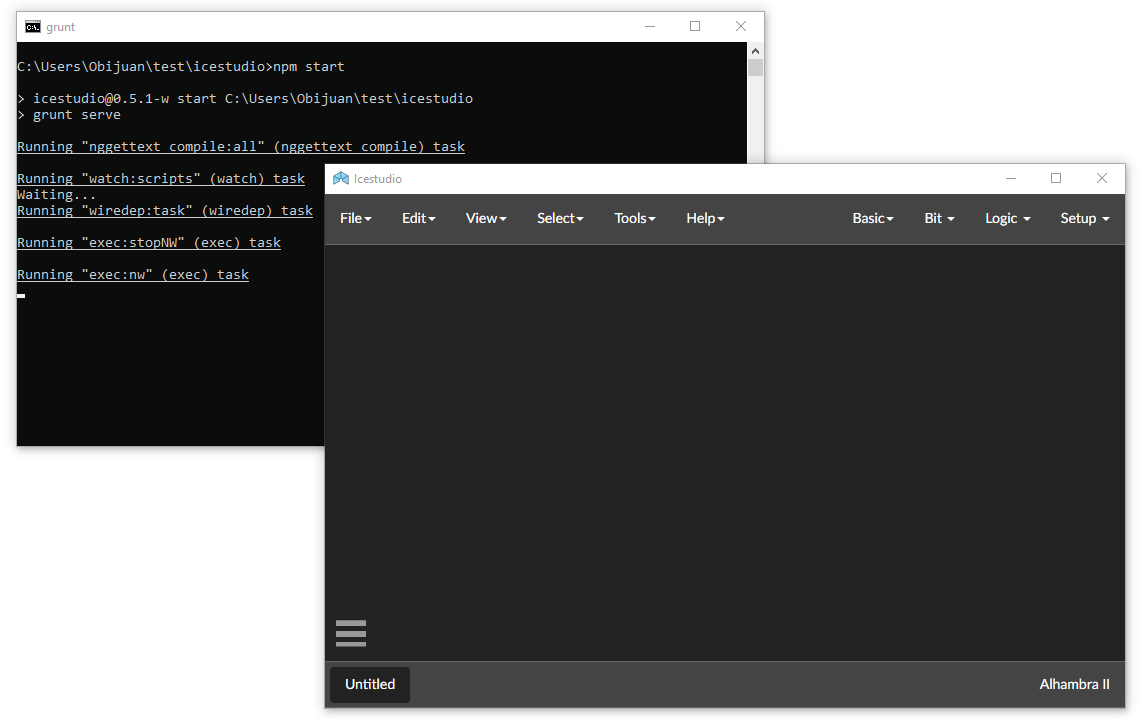 grunt
C:\Users\Obijuan\test\icestudio>npm start
> icestudio@0.5.1-w start C:\Users\Obijuan\test\icestudio
> grunt serve
Running "nggettext_compile:all" (nggettext_compile) task
Running "watch:scripts" (watch) task
Waiting...
Running "wiredep:task" (wiredep) task
Running "exec:stopNW" (exec) task
Running "exec:nw" (exec) task
Icestudio
File Edit View Select Tools Help Basic Bit Logic Setup
Untitled Alhambra II